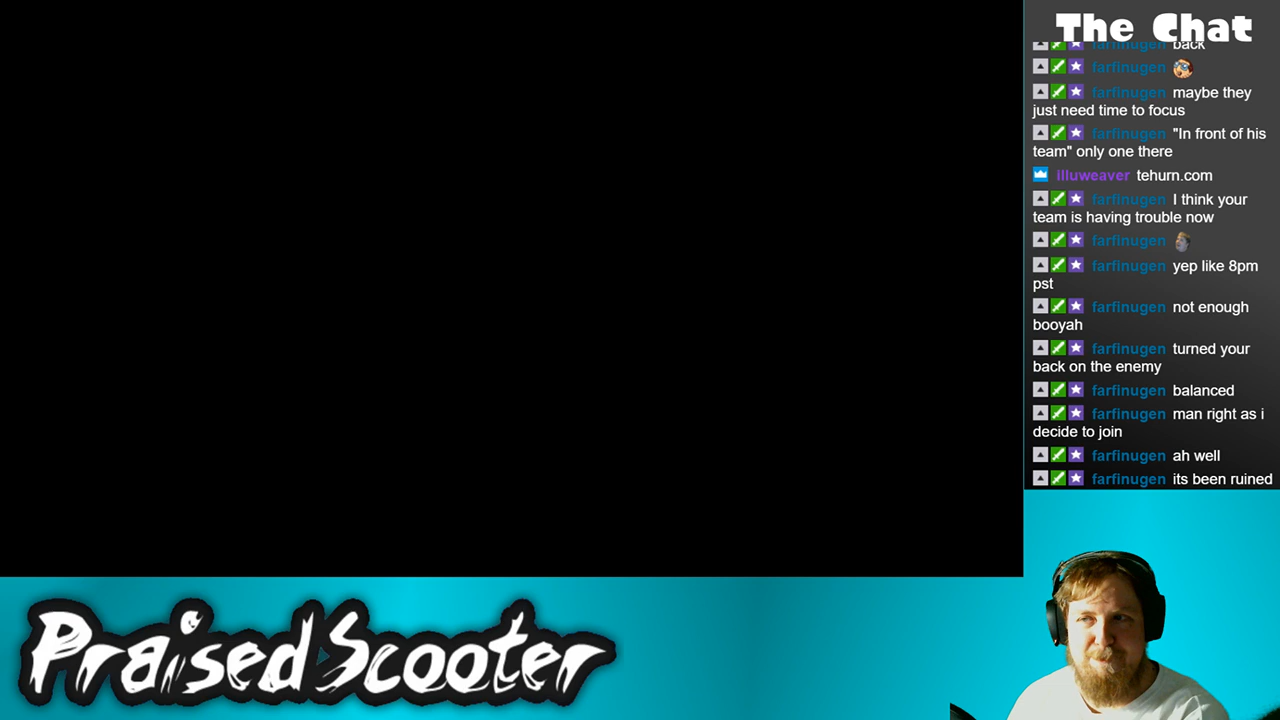 The Chat
farfinugen back
farfinugen
farfinugen maybe they
just need time to focus
farfinugen "In front of his
team" only one there
illuweaver tehurn.com
farfinugen I think your
team is having trouble now
farfinugen
farfinugen yep like 8pm
pst
farfinugen not enough
booyah
farfinugen turned your
back on the enemy
farfinugen balanced
farfinugen man right as i
decide to join
farfinugen ah well
farfinugen its been ruined
PraisedScooter